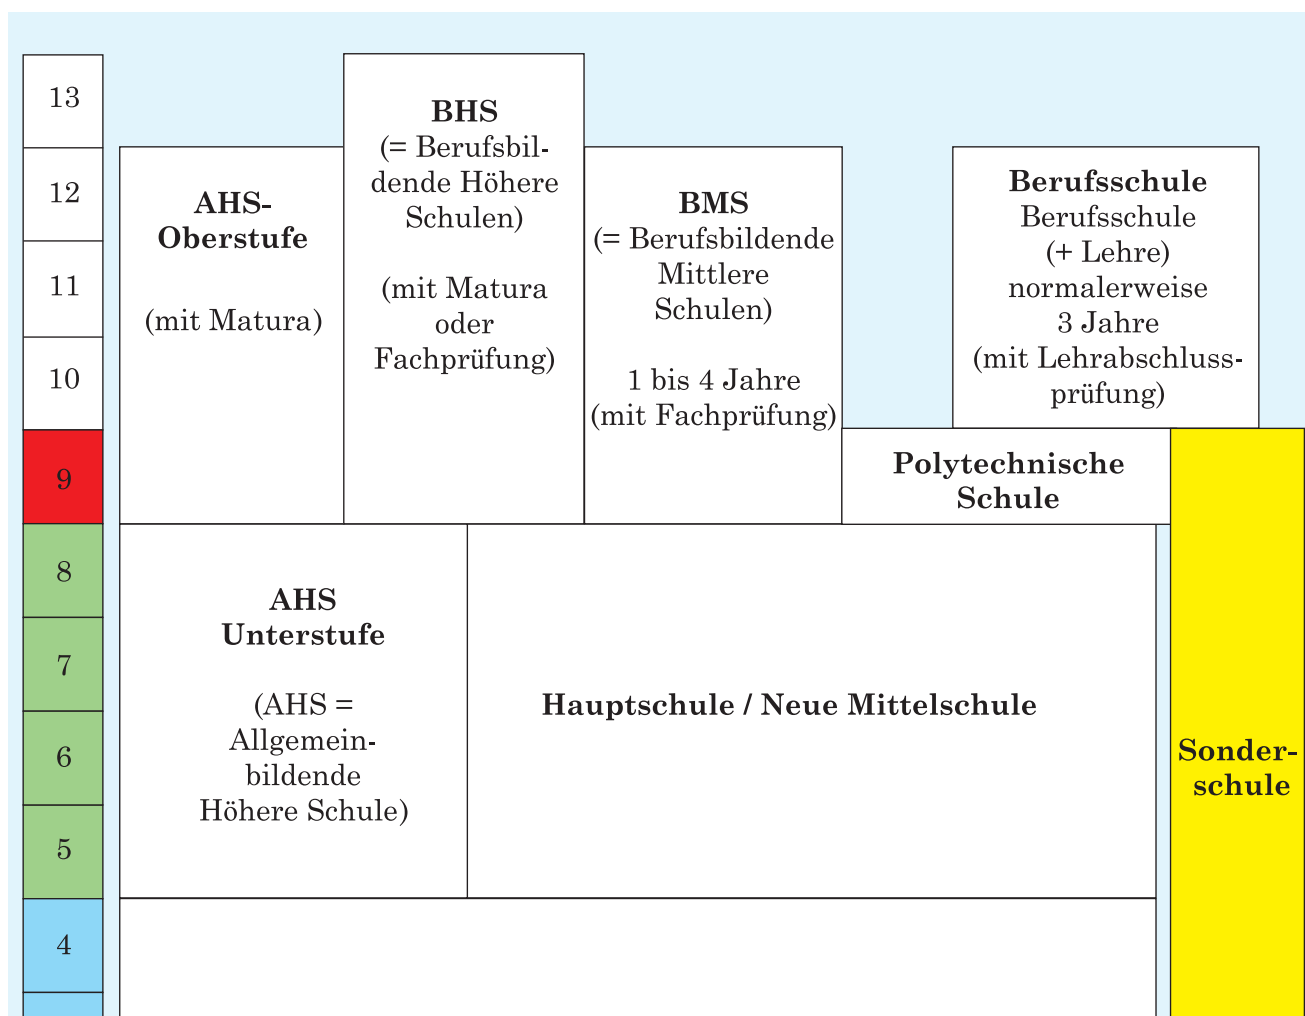 13
12
11
10
9
8
7
6
5
4
AHS-
Oberstufe
(mit Matura)
BHS
(= Berufsbil-
dende Höhere
Schulen)
(mit Matura
oder
Fachprüfung)
BMS
(= Berufsbildende
Mittlere
Schulen)
1 bis 4 Jahre
(mit Fachprüfung)
Berufsschule
Berufsschule
(+ Lehre)
normalerweise
3 Jahre
(mit Lehrabschluss-
prüfung)
Polytechnische
Schule
AHS
Unterstufe
(AHS =
Allgemein-
bildende
Höhere Schule)
Hauptschule / Neue Mittelschule
Sonder-
schule